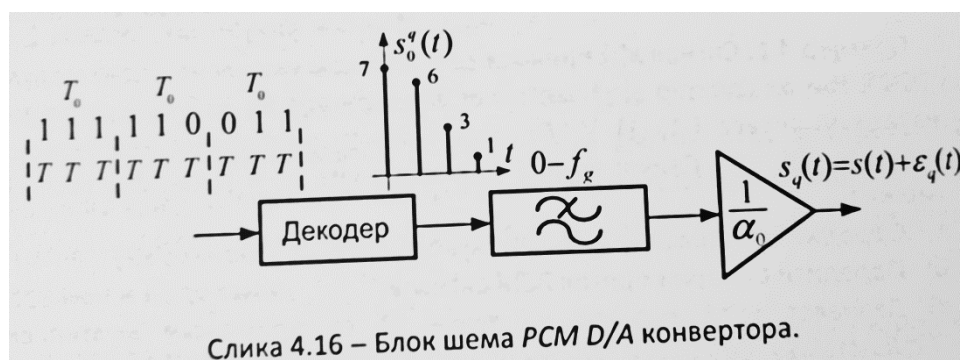 s₀^q(t)
7
6
3
1
t
T₀ T₀ T₀
1 1 1 1 1 0 0 1 1
T T T T T T T T T
0−f_g
Декодер
1/α₀
s_q(t)=s(t)+ε_q(t)
Слика 4.16 – Блок шема PCM D/A конвертора.